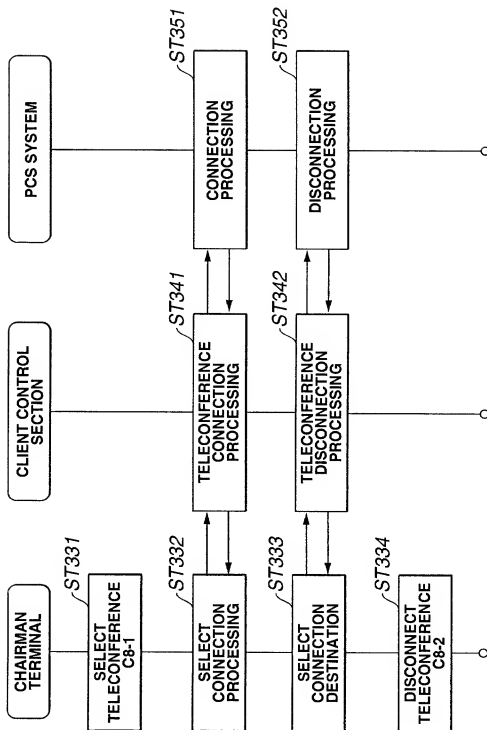 CHAIRMAN
TERMINAL
ST331
SELECT
TELECONFERENCE
C8-1
ST332
SELECT
CONNECTION
PROCESSING
ST333
SELECT
CONNECTION
DESTINATION
ST334
DISCONNECT
TELECONFERENCE
C8-2
CLIENT CONTROL
SECTION
ST341
TELECONFERENCE
CONNECTION
PROCESSING
ST342
TELECONFERENCE
DISCONNECTION
PROCESSING
PCS SYSTEM
ST351
CONNECTION
PROCESSING
ST352
DISCONNECTION
PROCESSING